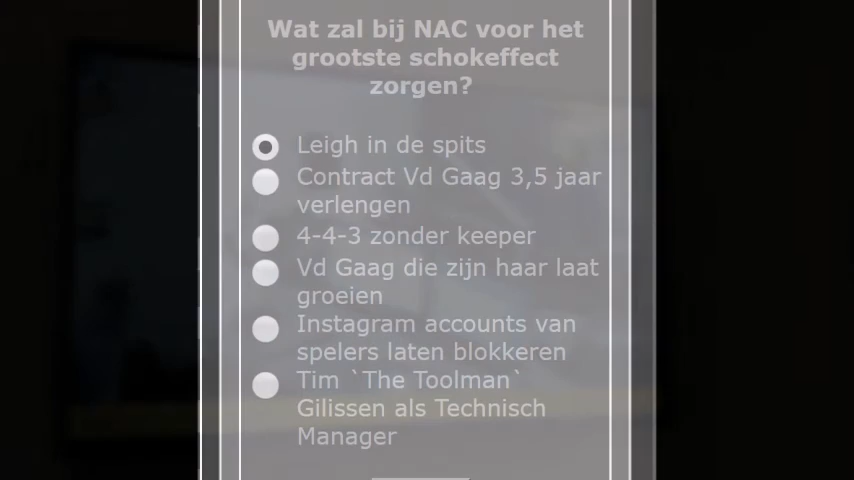 Wat zal bij NAC voor het
grootste schokeffect
zorgen?
Leigh in de spits
Contract Vd Gaag 3,5 jaar
verlengen
4-4-3 zonder keeper
Vd Gaag die zijn haar laat
groeien
Instagram accounts van
spelers laten blokkeren
Tim `The Toolman`
Gilissen als Technisch
Manager